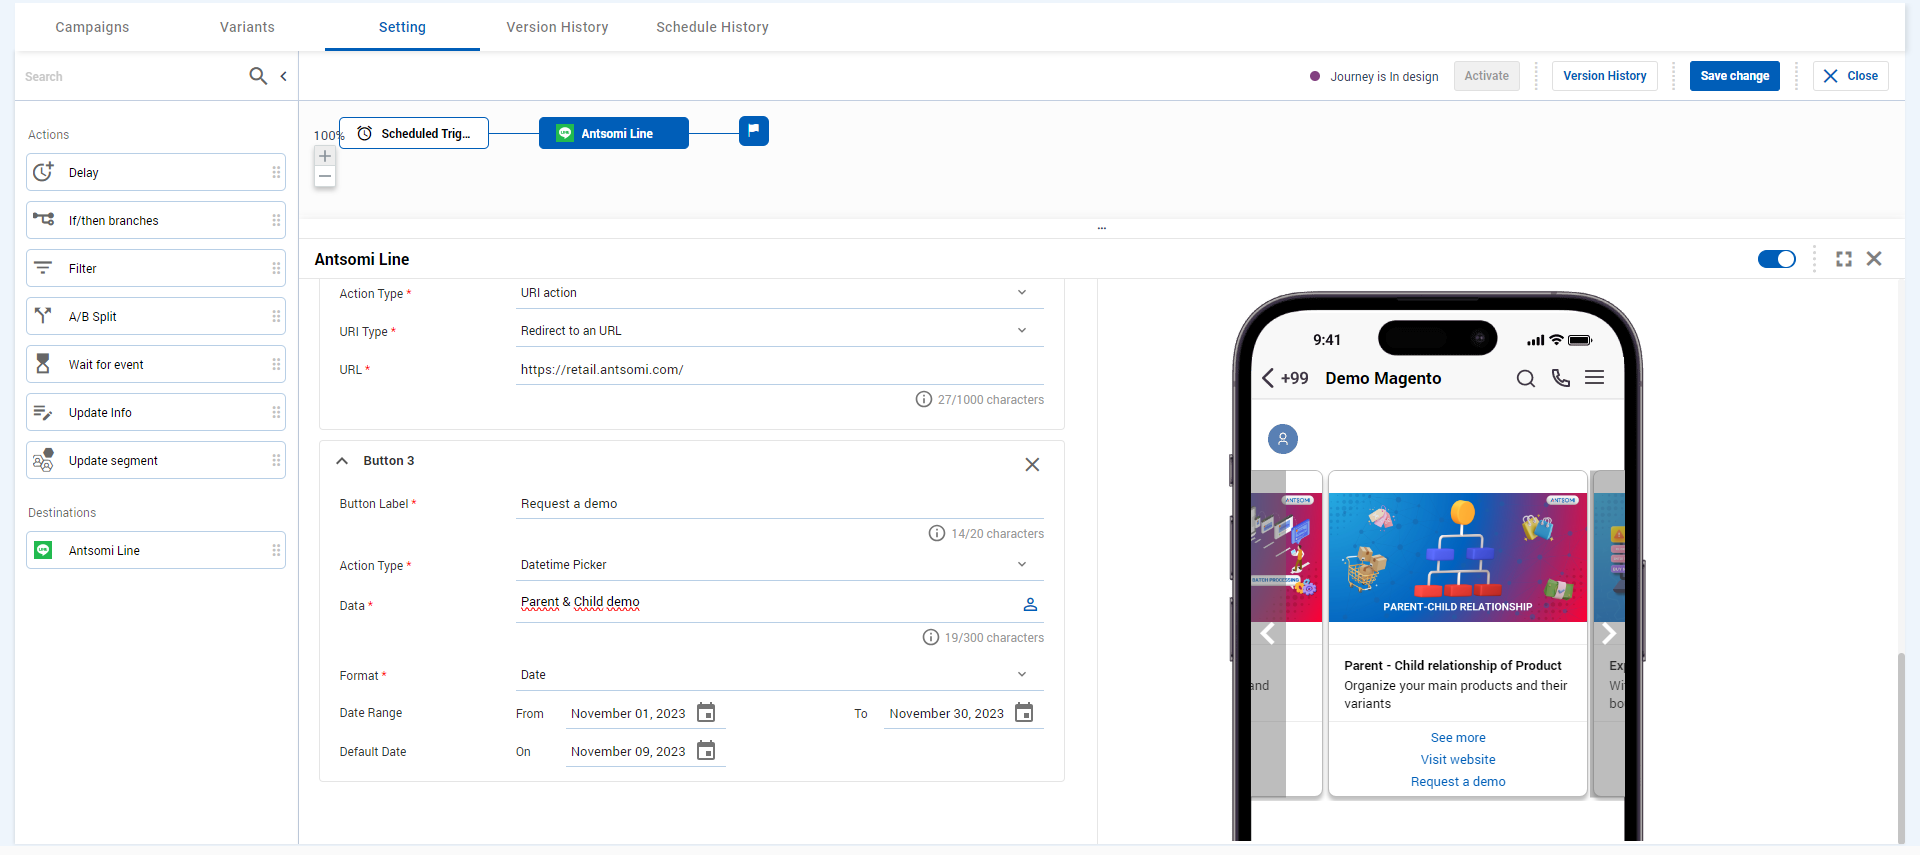 Campaigns
Variants
Setting
Version History
Schedule History
Search
Journey is In design
Activate
Version History
Save change
Close
Actions
Delay
If/then branches
Filter
A/B Split
Wait for event
Update Info
Update segment
Destinations
Antsomi Line
100%
Scheduled Trig...
Antsomi Line
...
Antsomi Line
Action Type *
URI action
URI Type *
Redirect to an URL
URL *
https://retail.antsomi.com/
27/1000 characters
Button 3
Button Label *
Request a demo
14/20 characters
Action Type *
Datetime Picker
Data *
Parent & Child demo
19/300 characters
Format *
Date
Date Range
From
November 01, 2023
To
November 30, 2023
Default Date
On
November 09, 2023
9:41
+99
Demo Magento
ANTSOMI
BATCH PROCESSING
and
ANTSOMI
PARENT-CHILD RELATIONSHIP
Parent - Child relationship of Product
Organize your main products and their
variants
See more
Visit website
Request a demo
Ex
Wi
bo